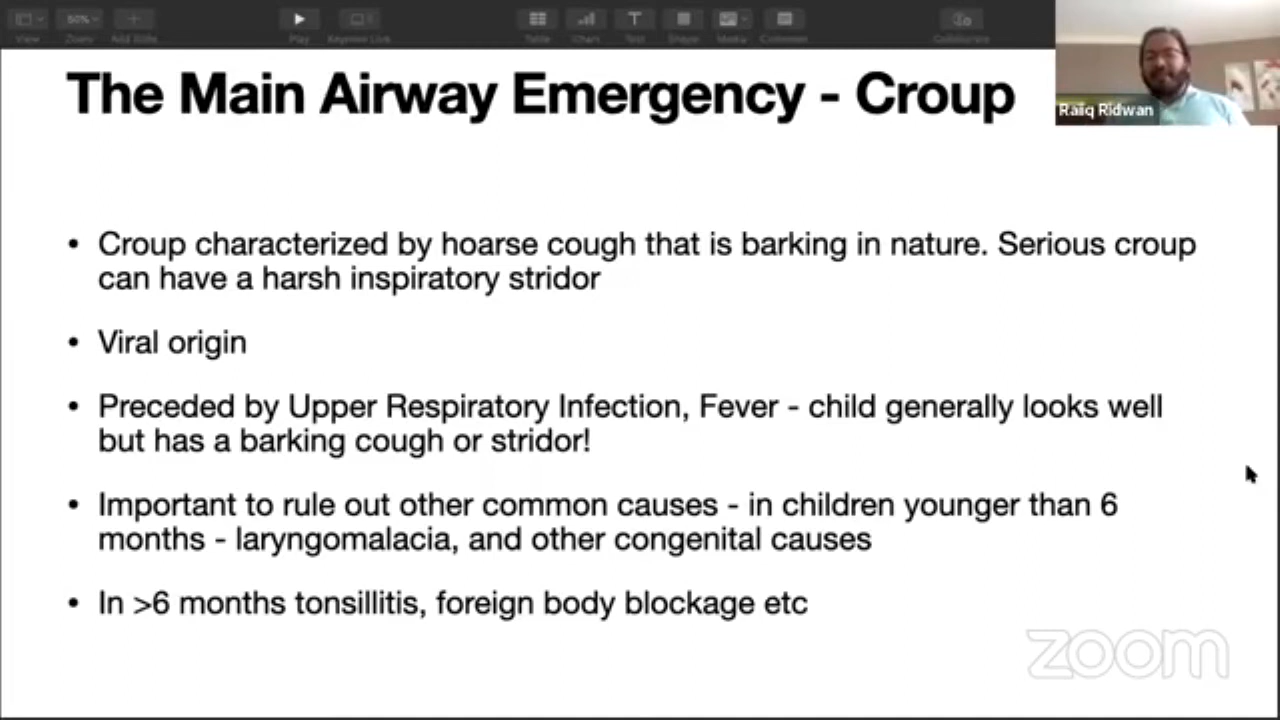 50%
View
Zoom
Add Slide
Play
Keynote Live
Table
Chart
Text
Shape
Media
Comment
Collaborate
The Main Airway Emergency - Croup
Rafiq Ridwan
• Croup characterized by hoarse cough that is barking in nature. Serious croup
can have a harsh inspiratory stridor
• Viral origin
• Preceded by Upper Respiratory Infection, Fever - child generally looks well
but has a barking cough or stridor!
• Important to rule out other common causes - in children younger than 6
months - laryngomalacia, and other congenital causes
• In >6 months tonsillitis, foreign body blockage etc
zoom